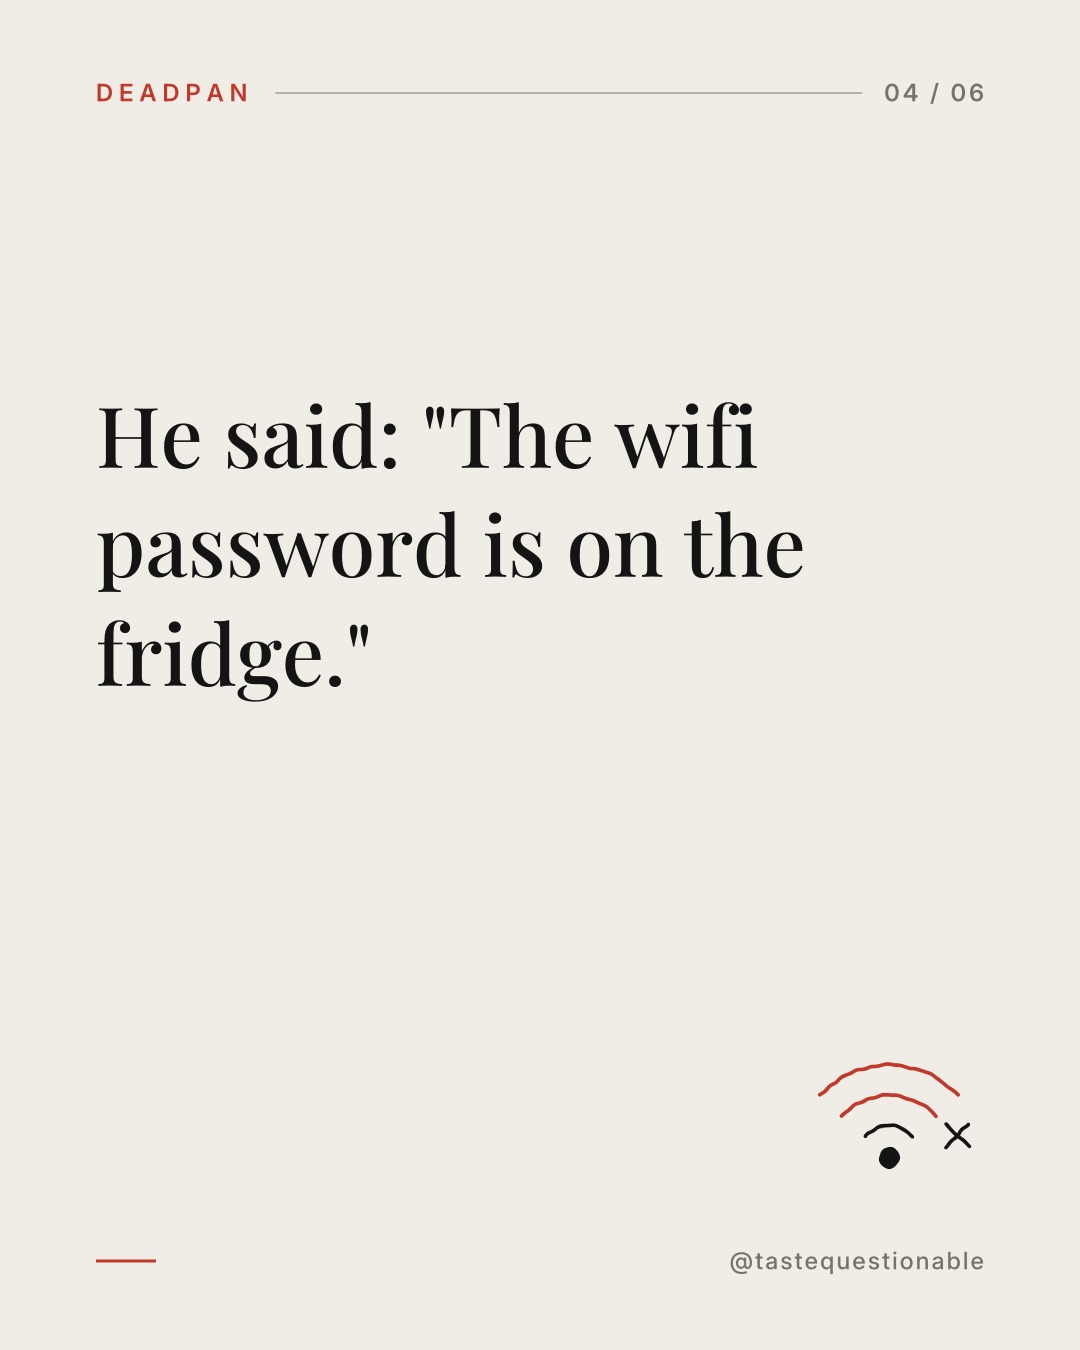 DEADPAN
04 / 06
He said: "The wifi
password is on the
fridge."
@tastequestionable